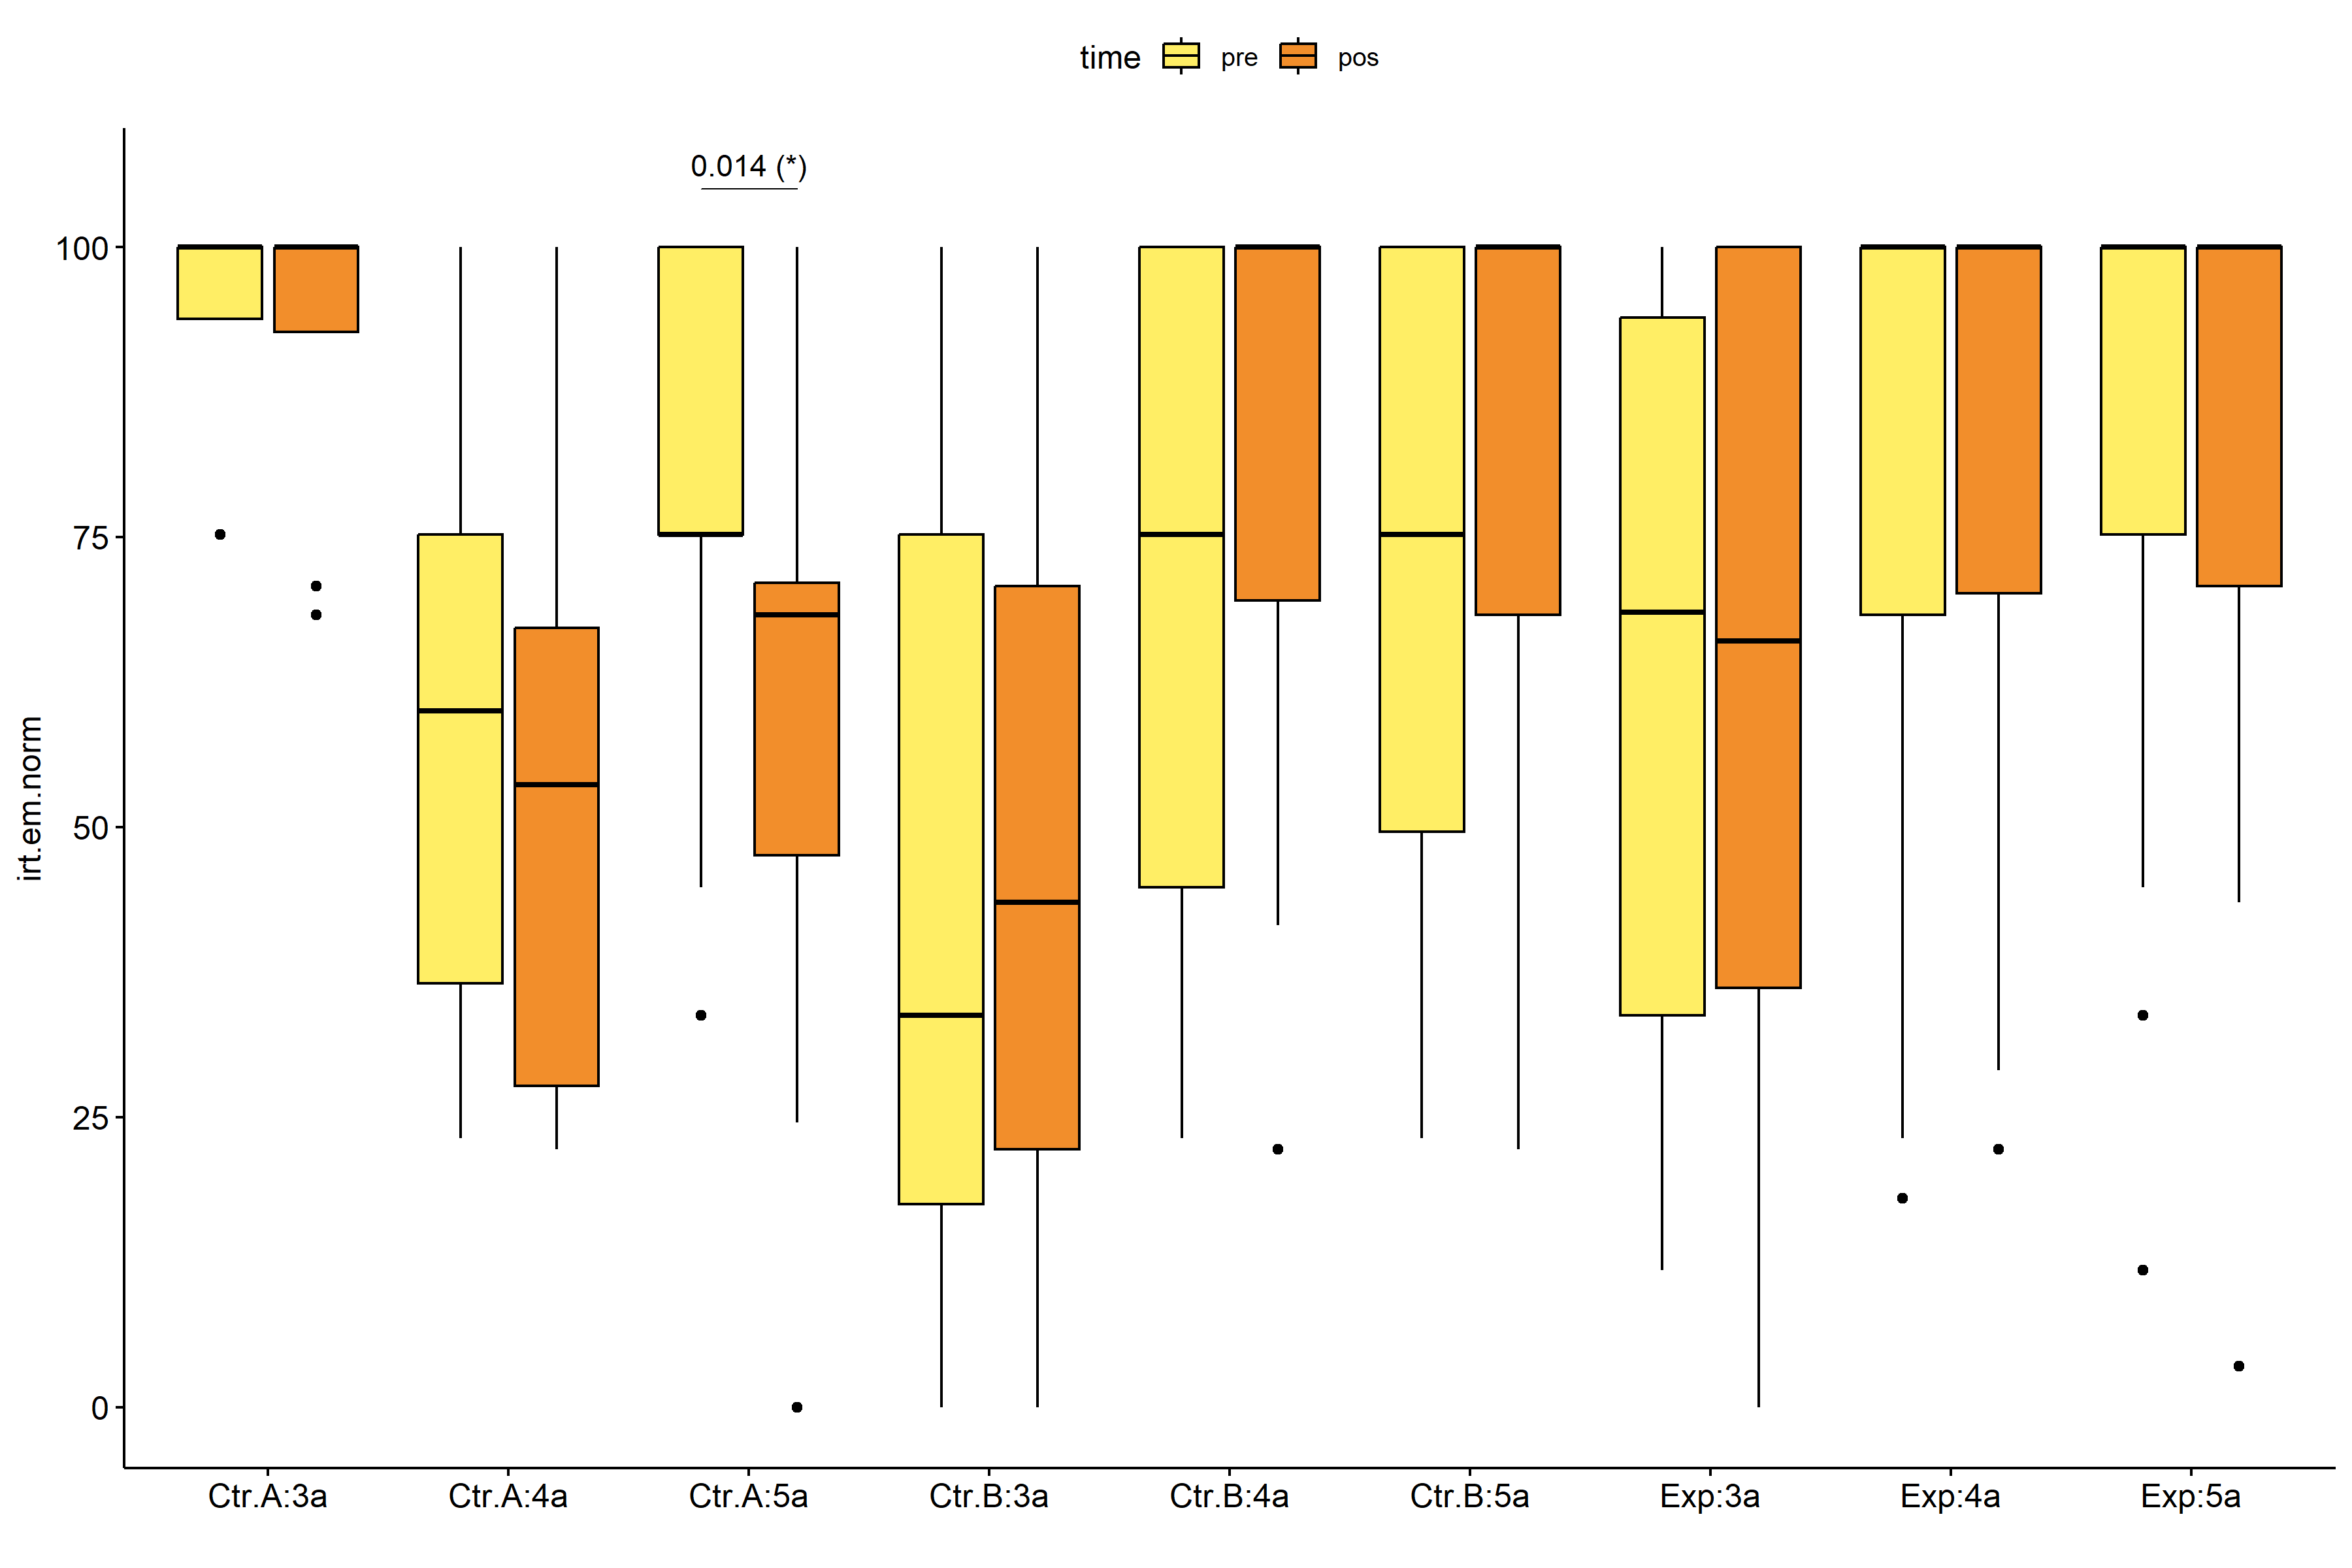 time pre pos
0.014 (*)
100
75
50
25
0
irt.em.norm
Ctr.A:3a Ctr.A:4a Ctr.A:5a Ctr.B:3a Ctr.B:4a Ctr.B:5a Exp:3a Exp:4a Exp:5a